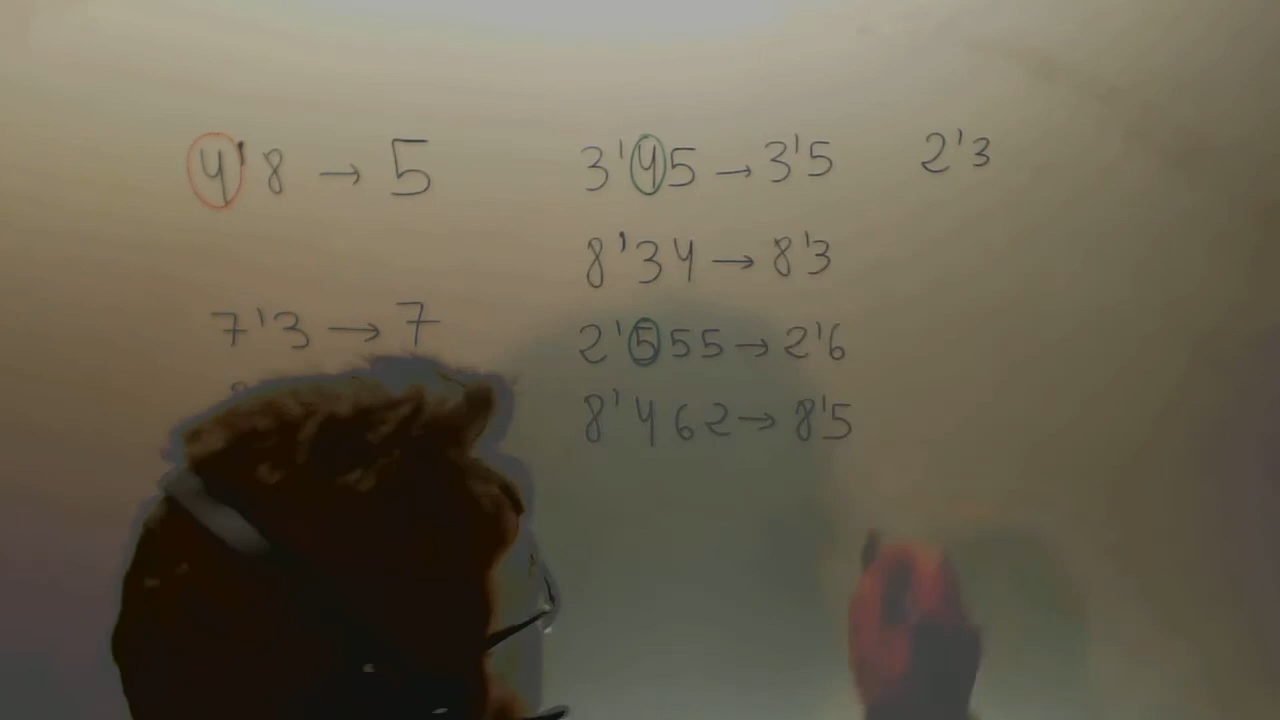 4'8 → 5
7'3 → 7
3'45 → 3'5
8'34 → 8'3
2'555 → 2'6
8'462 → 8'5
2'3